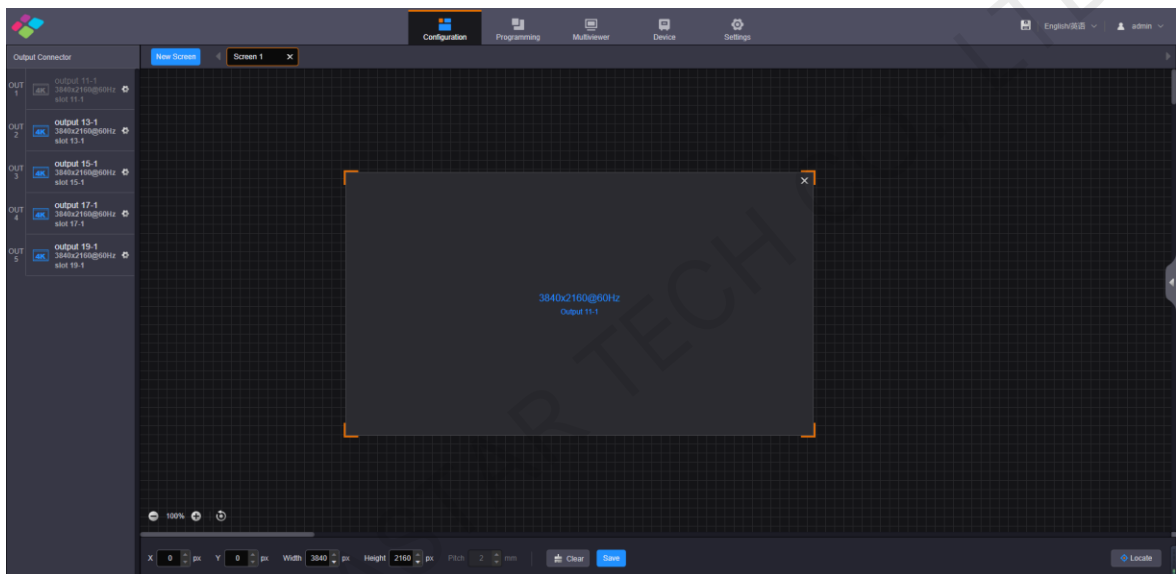 Configuration
Programming
Multiviewer
Device
Settings
English/英语
admin
Output Connector
New Screen
Screen 1
OUT 1
output 11-1
3840x2160@60Hz
slot 11-1
OUT 2
4K
output 13-1
3840x2160@60Hz
slot 13-1
OUT 3
4K
output 15-1
3840x2160@60Hz
slot 15-1
OUT 4
4K
output 17-1
3840x2160@60Hz
slot 17-1
OUT 5
4K
output 19-1
3840x2160@60Hz
slot 19-1
3840x2160@60Hz
Output 11-1
100%
X 0 px Y 0 px Width 3840 px Height 2160 px Pitch 2 mm Clear Save Locate